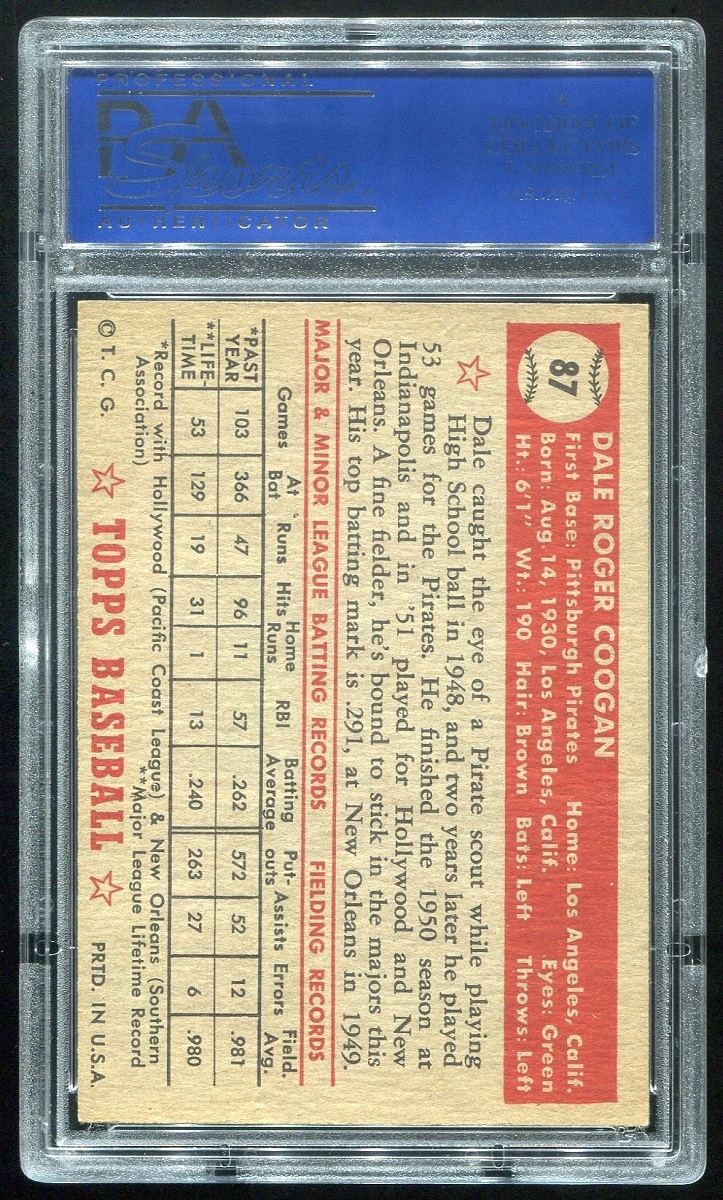 PROFESSIONAL
PSA
Sports
AUTHENTICATOR
A
DIVISION OF
COLLECTORS
UNIVERSE
87
DALE ROGER COOGAN
First Base: Pittsburgh Pirates Home: Los Angeles, Calif.
Born: Aug. 14, 1930, Los Angeles, Calif. Eyes: Green
Ht.: 6'1" Wt.: 190 Hair: Brown Bats: Left Throws: Left
Dale caught the eye of a Pirate scout while playing
High School ball in 1948, and two years later he played
53 games for the Pirates. He finished the 1950 season at
Indianapolis and in '51 played for Hollywood and New
Orleans. A fine fielder, he's bound to stick in the majors this
year. His top batting mark is .291, at New Orleans in 1949.
MAJOR & MINOR LEAGUE BATTING RECORDS FIELDING RECORDS
Games At Bat Runs Hits Home Runs RBI Batting Average Put-outs Assists Errors Field. Avg.
*PAST YEAR 103 366 47 96 11 57 .262 572 52 12 .981
**LIFE-TIME 53 129 19 31 1 13 .240 263 27 6 .980
*Record with Hollywood (Pacific Coast League) & New Orleans (Southern
Association) **Major League Lifetime Record
© T. C. G. TOPPS BASEBALL PRTD. IN U.S.A.